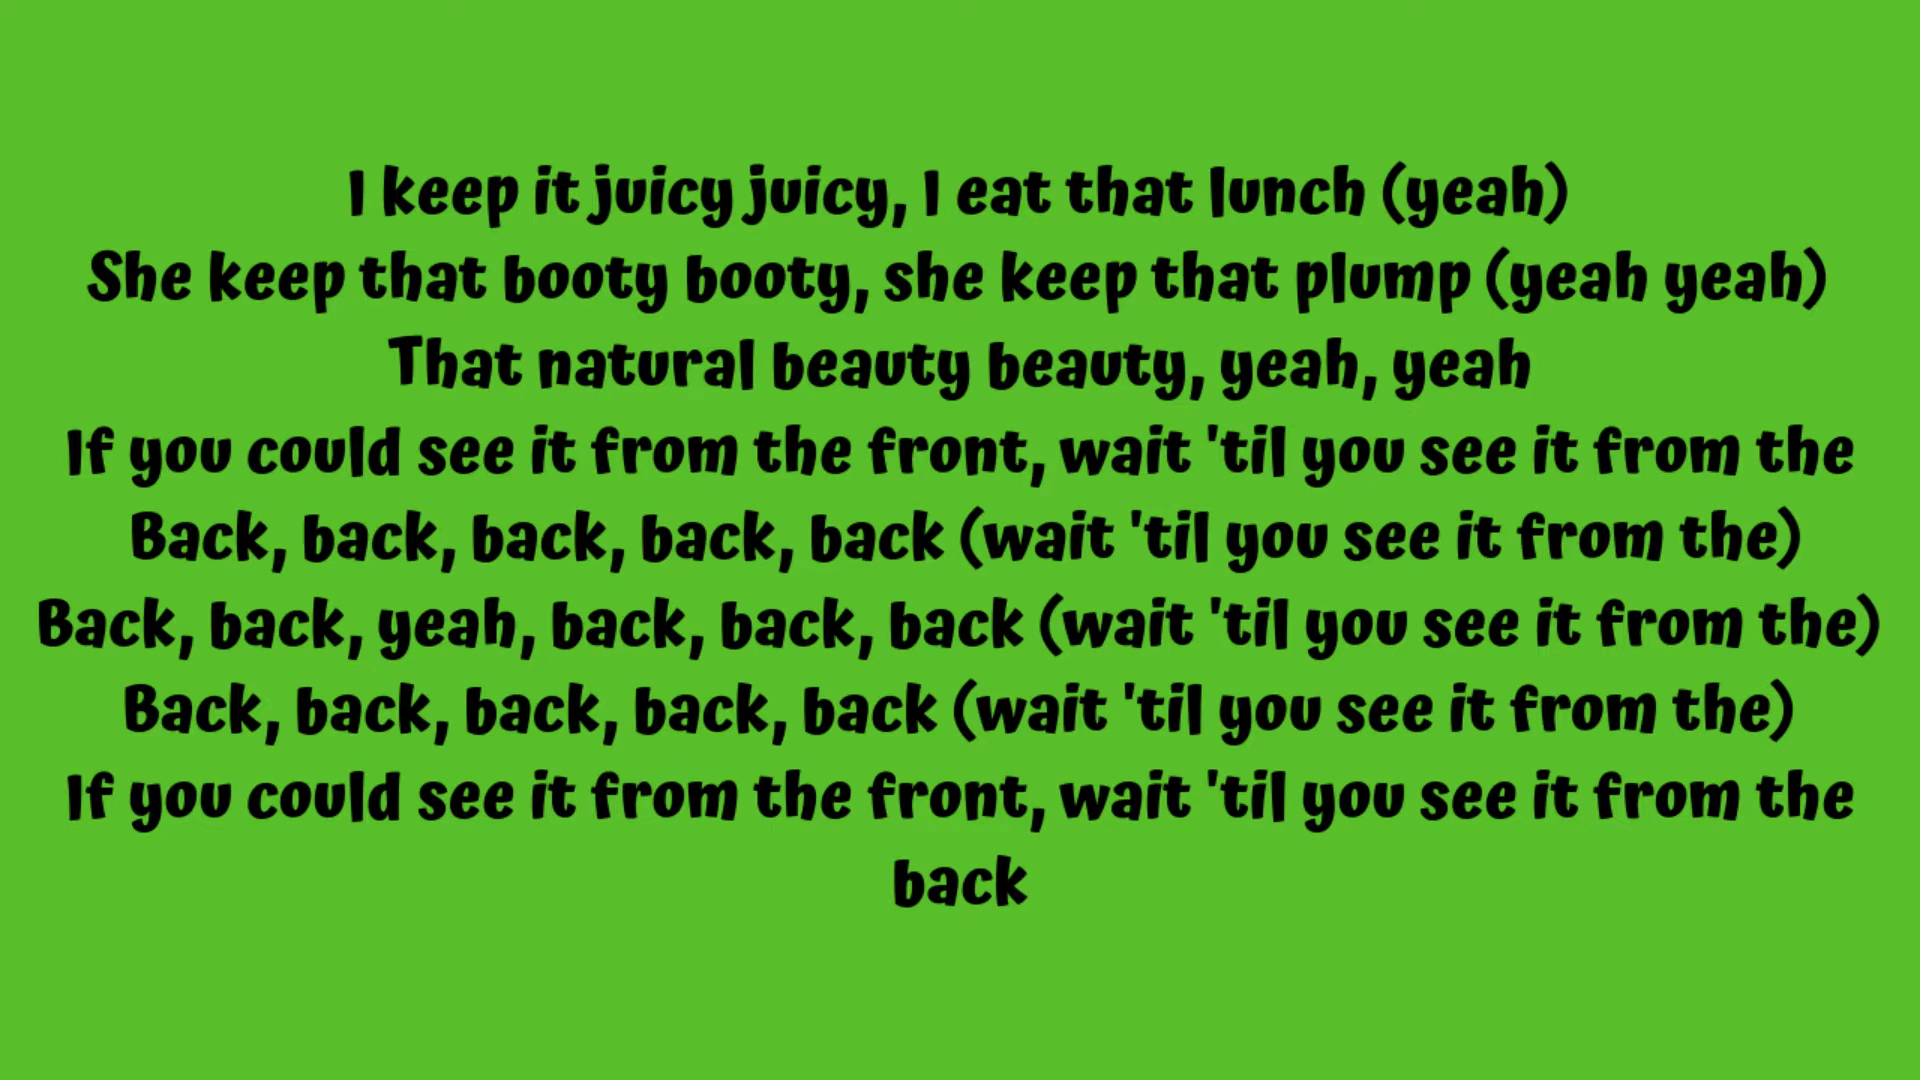 I keep it juicy juicy, I eat that lunch (yeah)
She keep that booty booty, she keep that plump (yeah yeah)
That natural beauty beauty, yeah, yeah
If you could see it from the front, wait 'til you see it from the
Back, back, back, back, back (wait 'til you see it from the)
Back, back, yeah, back, back, back (wait 'til you see it from the)
Back, back, back, back, back (wait 'til you see it from the)
If you could see it from the front, wait 'til you see it from the
back